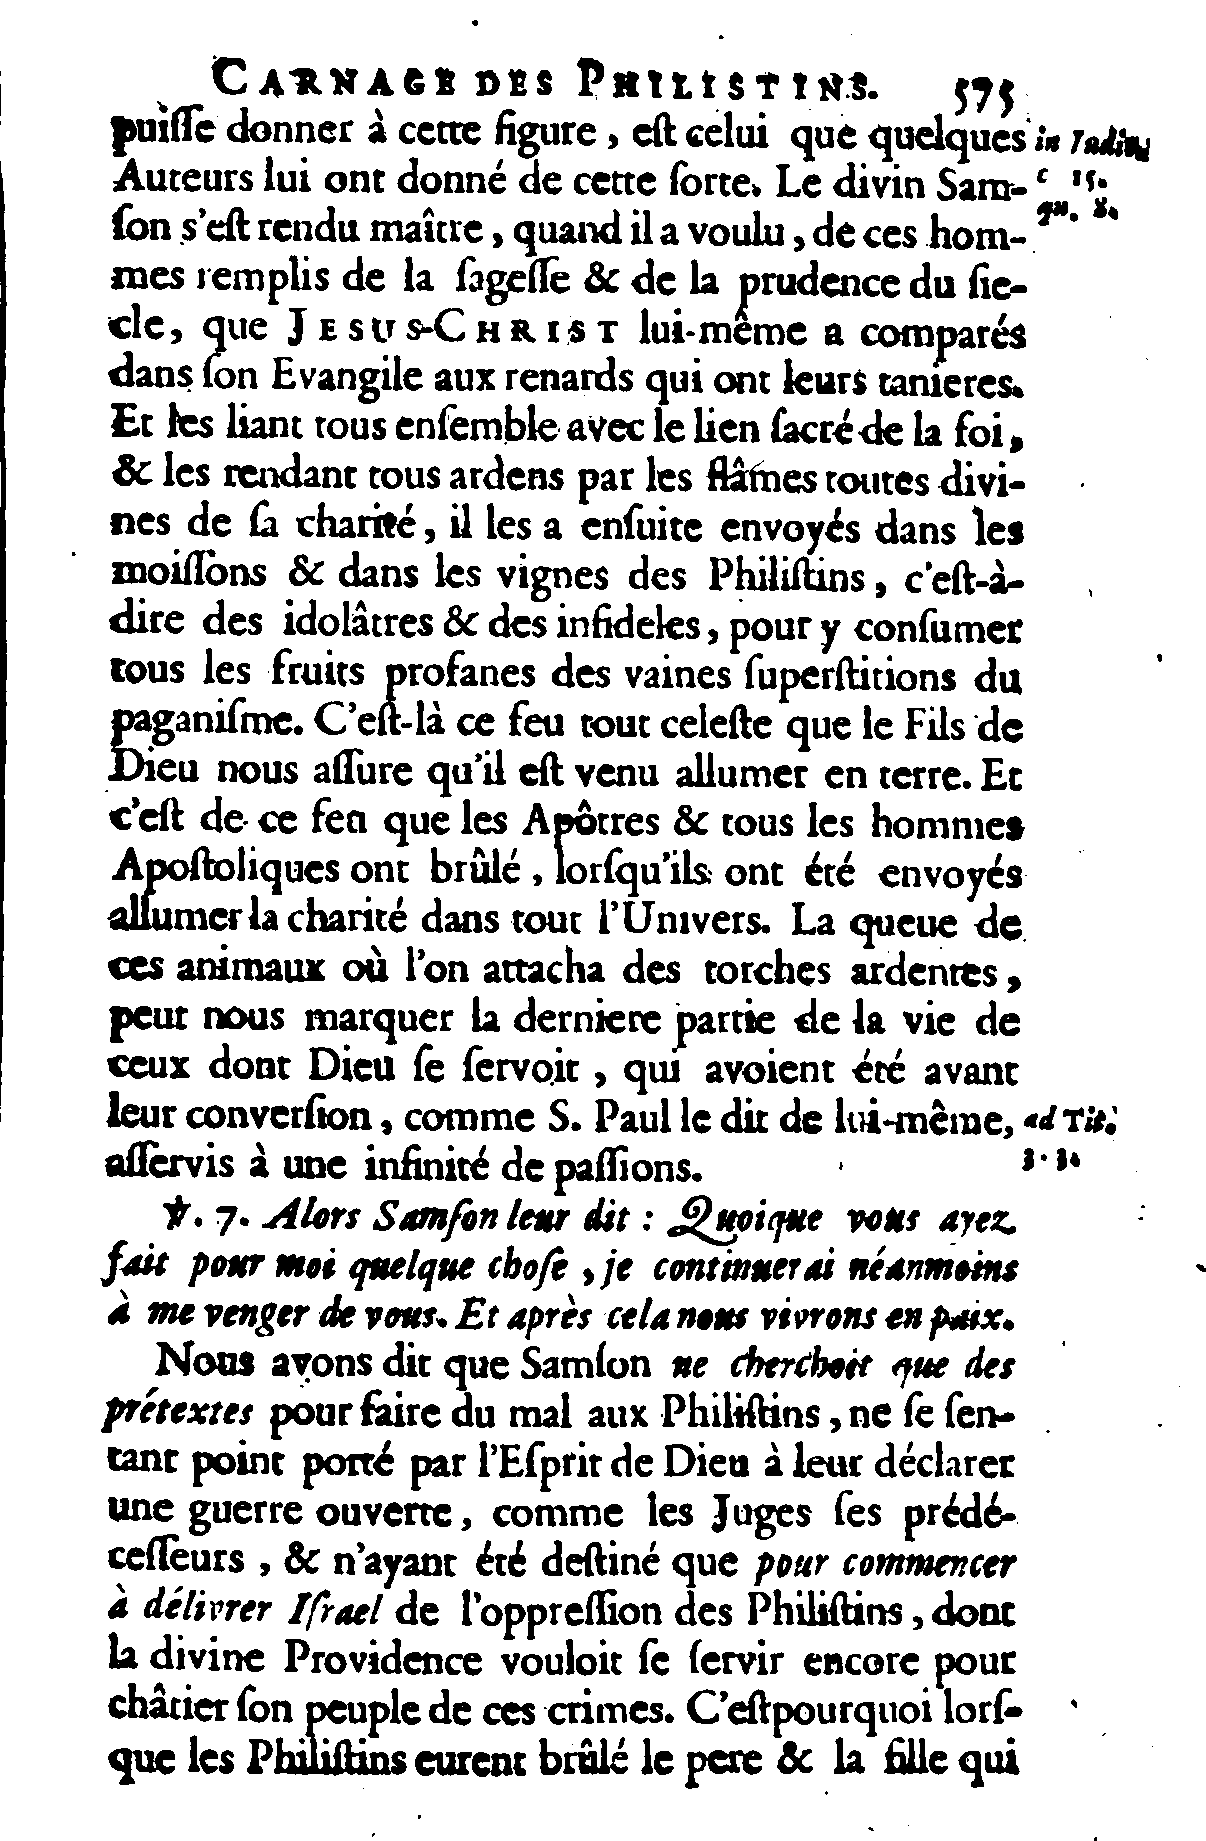 CARNAGE DES PHILISTINS. 575
puiſſe donner à cette figure, eſt celui que quelques
Auteurs lui ont donné de cette ſorte. Le divin Sam-
ſon s'eſt rendu maître, quand il a voulu, de ces hom-
mes remplis de la ſageſſe & de la prudence du ſie-
cle, que JESUS-CHRIST lui-même a comparés
dans ſon Evangile aux renards qui ont leurs tanieres.
Et les liant tous enſemble avec le lien ſacré de la foi,
& les rendant tous ardens par les flâmes toutes divi-
nes de ſa charité, il les a enſuite envoyés dans les
moiſſons & dans les vignes des Philiſtins, c'eſt-à-
dire des idolâtres & des infideles, pour y conſumer
tous les fruits profanes des vaines ſuperſtitions du
paganiſme. C'eſt-là ce feu tout celeſte que le Fils de
Dieu nous aſſure qu'il eſt venu allumer en terre. Et
c'eſt de ce feu que les Apôtres & tous les hommes
Apoſtoliques ont brûlé, lorſqu'ils ont été envoyés
allumer la charité dans tout l'Univers. La queue de
ces animaux où l'on attacha des torches ardentes,
peut nous marquer la derniere partie de la vie de
ceux dont Dieu ſe ſervoit, qui avoient été avant
leur converſion, comme S. Paul le dit de lui-même,
aſſervis à une infinité de paſſions.
℣. 7. Alors Samſon leur dit : Quoique vous ayez
fait pour moi quelque choſe, je continuerai néanmoins
à me venger de vous. Et après cela nous vivrons en paix.
Nous avons dit que Samſon ne cherchoit que des
prétextes pour faire du mal aux Philiſtins, ne ſe ſen-
tant point porté par l'Eſprit de Dieu à leur déclarer
une guerre ouverte, comme les Juges ſes prédé-
ceſſeurs, & n'ayant été deſtiné que pour commencer
à délivrer Iſrael de l'oppreſſion des Philiſtins, dont
la divine Providence vouloit ſe ſervir encore pour
châtier ſon peuple de ces crimes. C'eſtpourquoi lorſ-
que les Philiſtins eurent brûlé le pere & la fille qui
in Judic.
c 15.
qu. 8.
ad Tit.
3. 3.